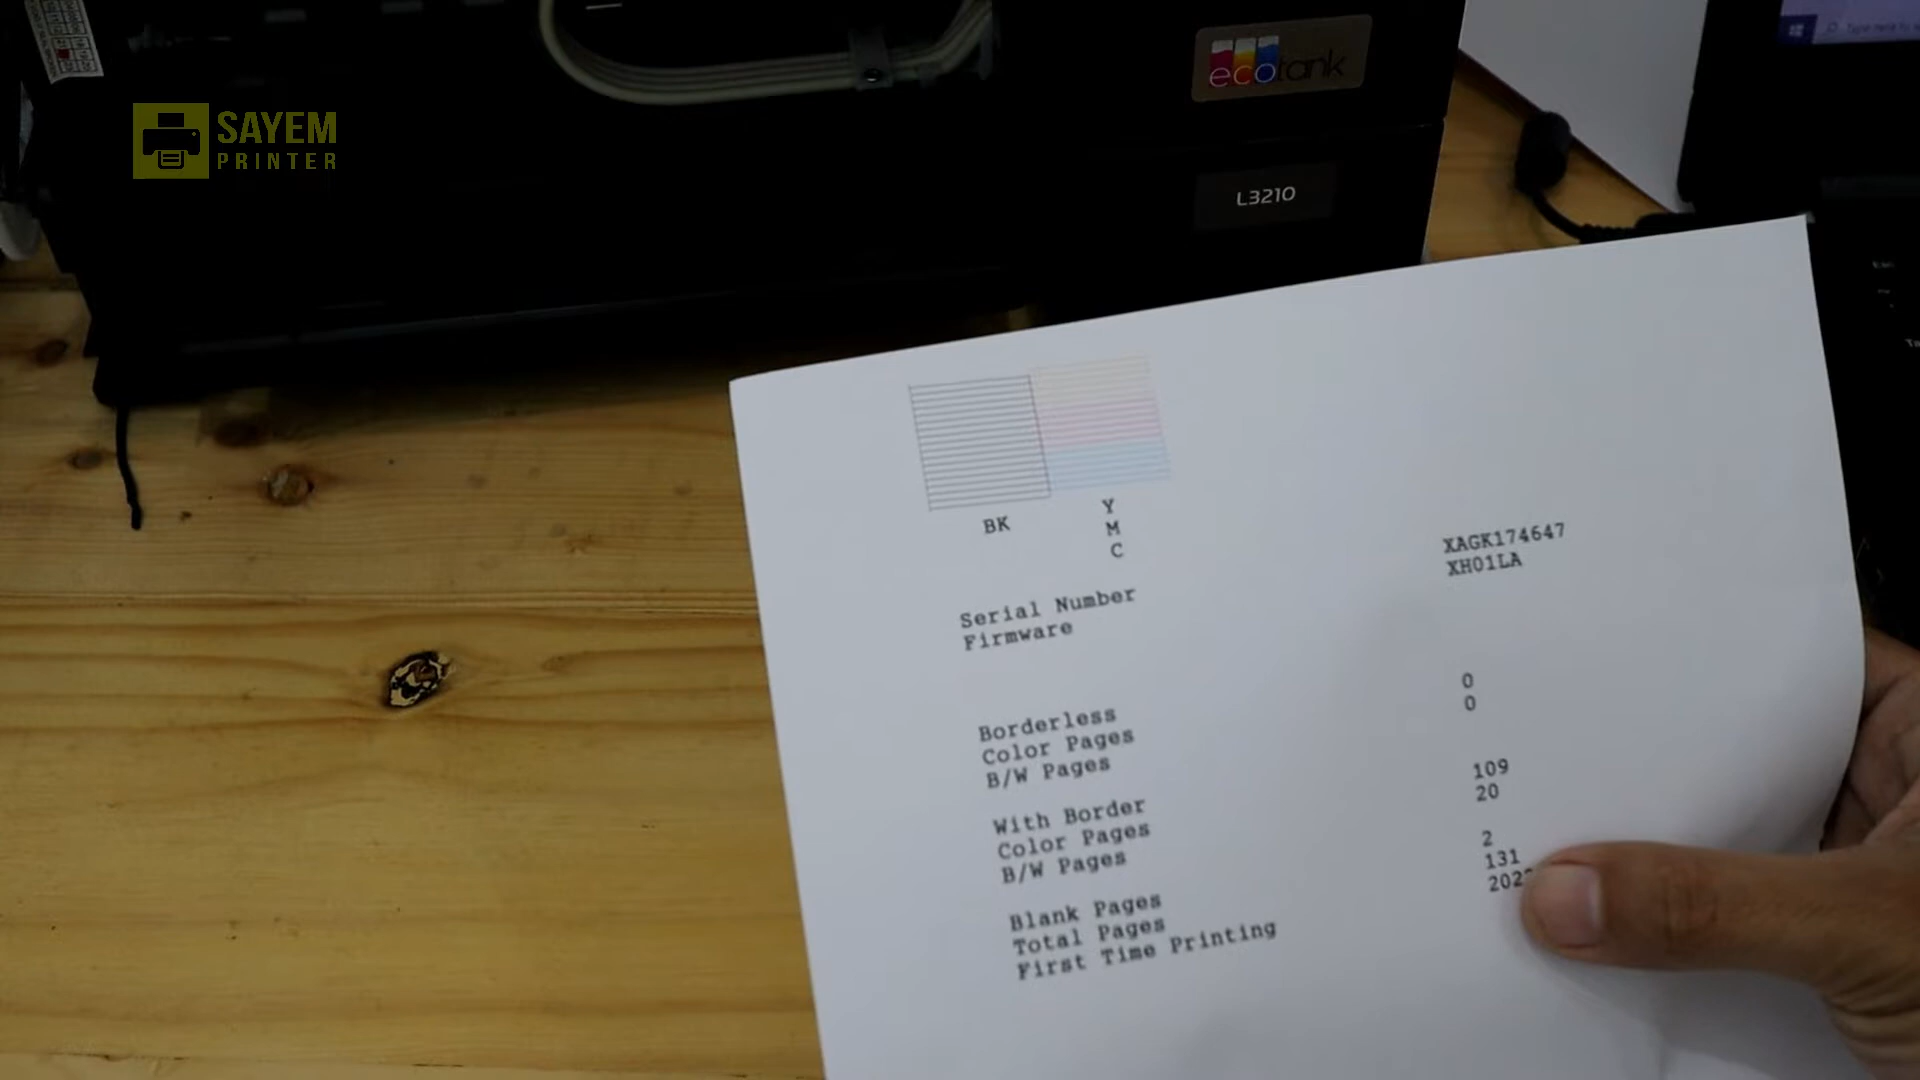 SAYEM
PRINTER
ecotank
L3210
BK
Y
M
C
Serial Number XAGK174647
Firmware XH01LA
Borderless
Color Pages 0
B/W Pages 0
With Border
Color Pages 109
B/W Pages 20
Blank Pages 2
Total Pages 131
First Time Printing